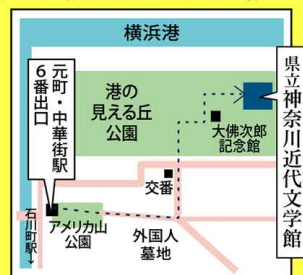 横浜港
元町・中華街駅
6番出口
港の
見える丘
公園
県立神奈川近代文学館
大佛次郎
記念館
交番
石川町駅↓
アメリカ山
公園
外国人
墓地